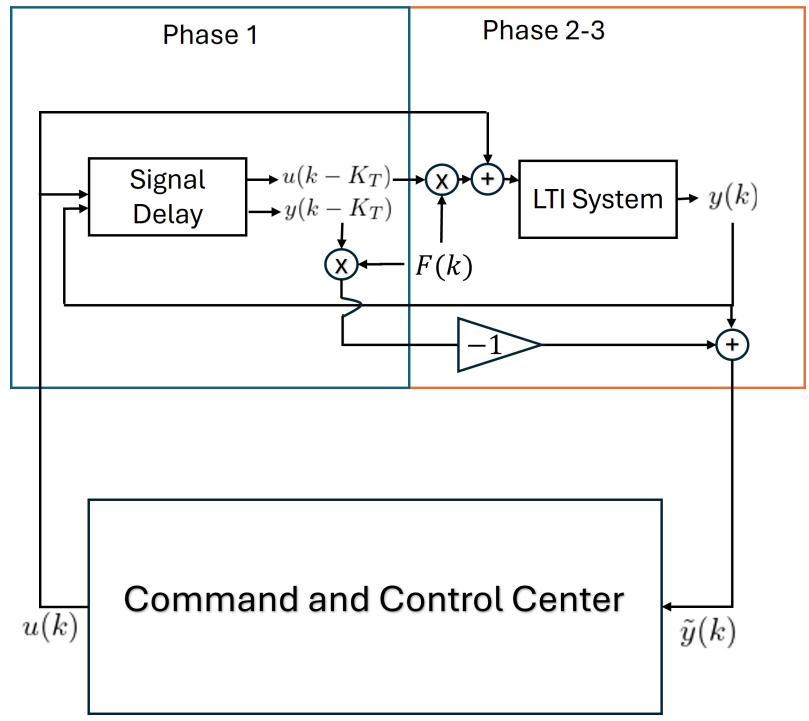 Phase 1
Phase 2-3
Signal
Delay
u(k − K_T)
y(k − K_T)
x
+
LTI System
y(k)
x
F(k)
−1
+
Command and Control Center
u(k)
ỹ(k)